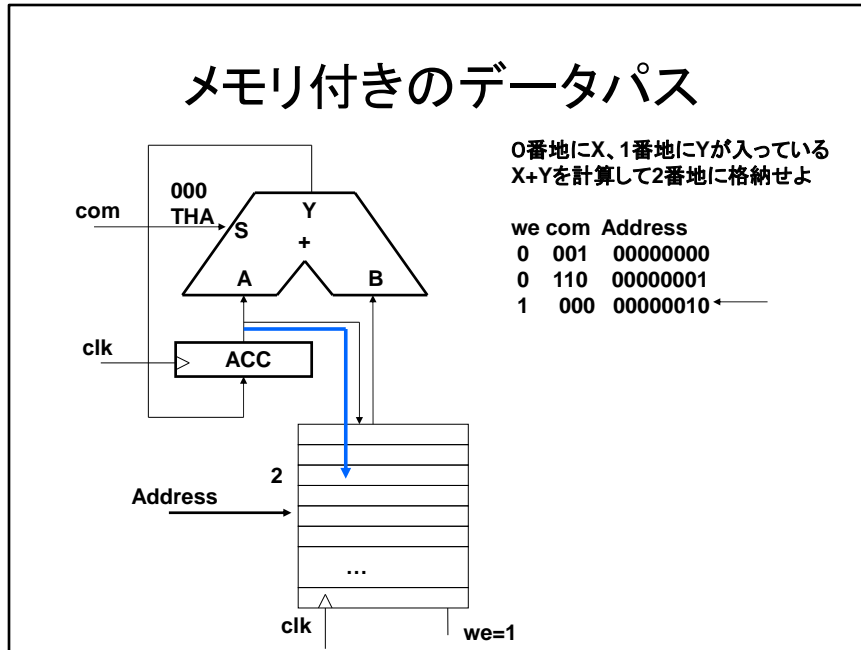 メモリ付きのデータパス
0番地にX、1番地にYが入っている
X+Yを計算して2番地に格納せよ
we com Address
0 001 00000000
0 110 00000001
1 000 00000010
000
THA
com
S
Y
+
A
B
clk
ACC
2
Address
…
clk
we=1